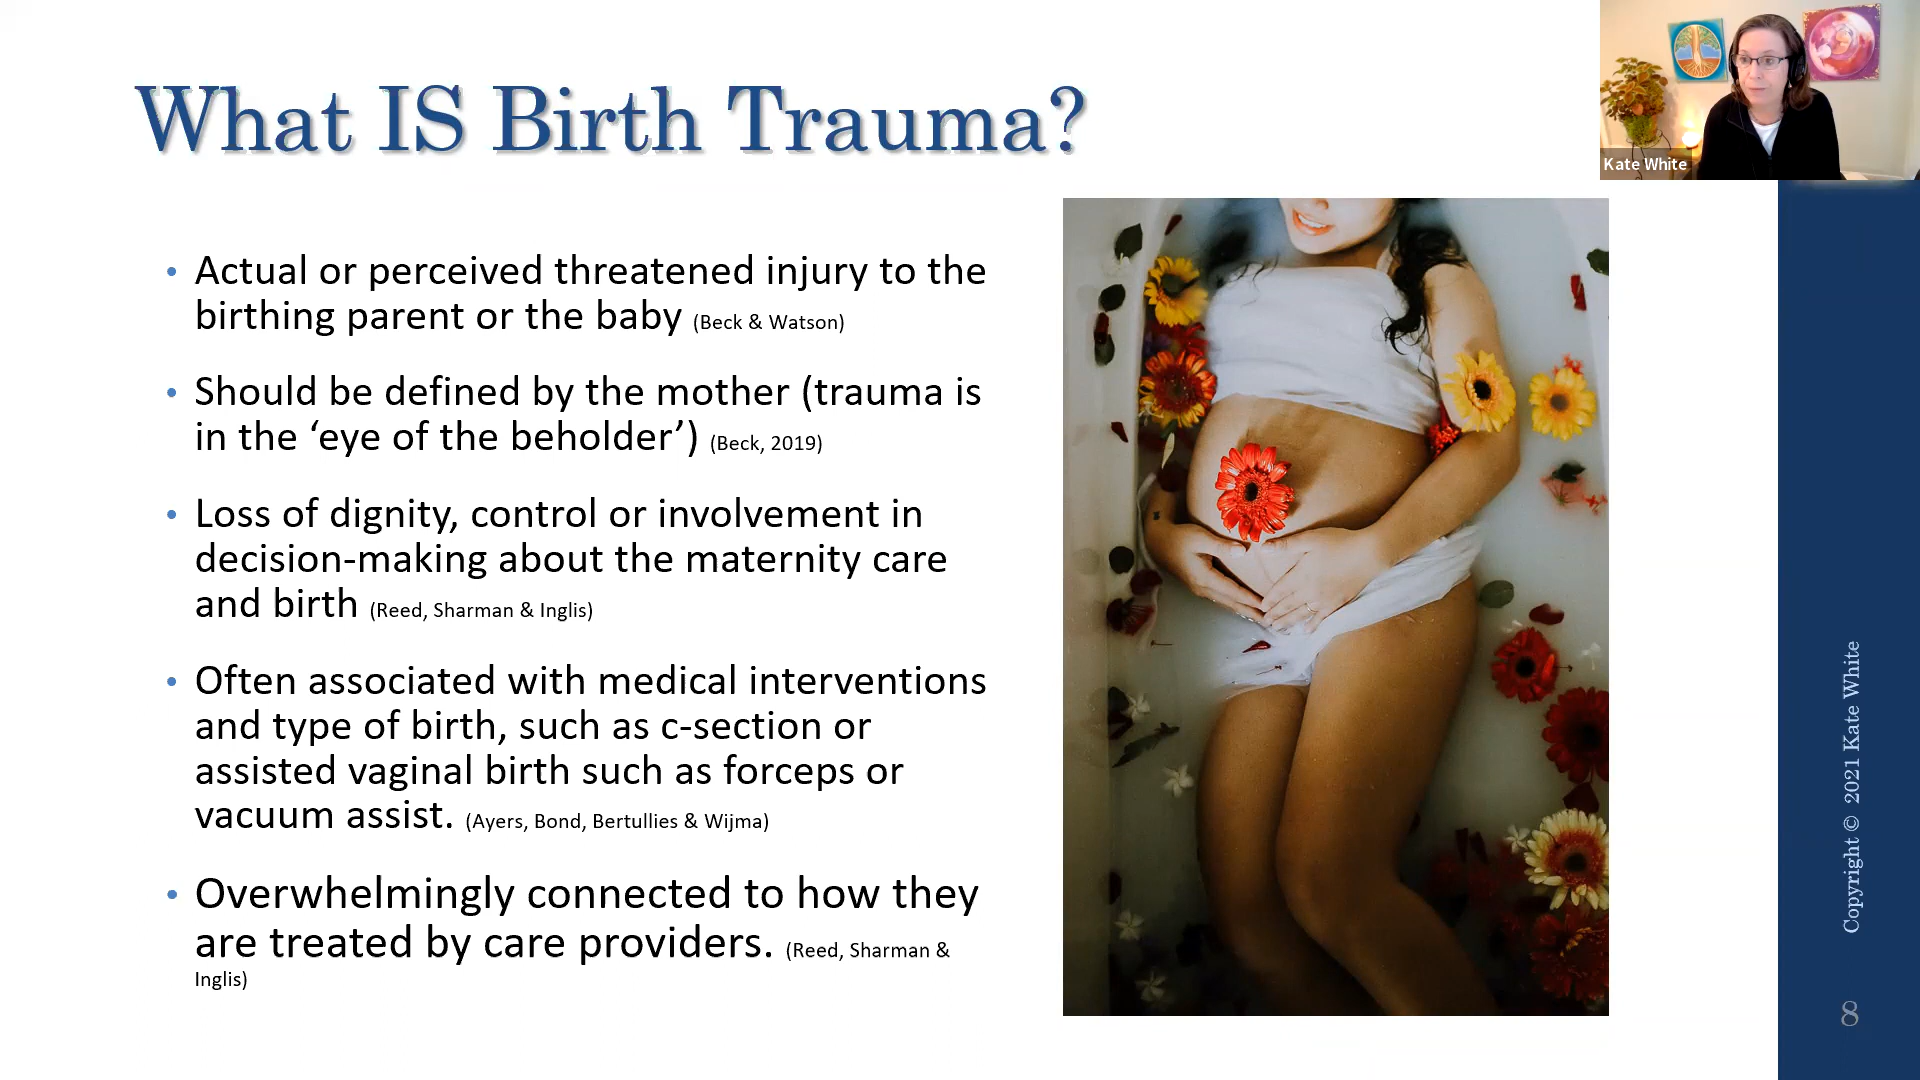 What IS Birth Trauma?
Kate White
• Actual or perceived threatened injury to the
birthing parent or the baby (Beck & Watson)
• Should be defined by the mother (trauma is
in the ‘eye of the beholder’) (Beck, 2019)
• Loss of dignity, control or involvement in
decision-making about the maternity care
and birth (Reed, Sharman & Inglis)
• Often associated with medical interventions
and type of birth, such as c-section or
assisted vaginal birth such as forceps or
vacuum assist. (Ayers, Bond, Bertullies & Wijma)
• Overwhelmingly connected to how they
are treated by care providers. (Reed, Sharman &
Inglis)
Copyright © 2021 Kate White
8